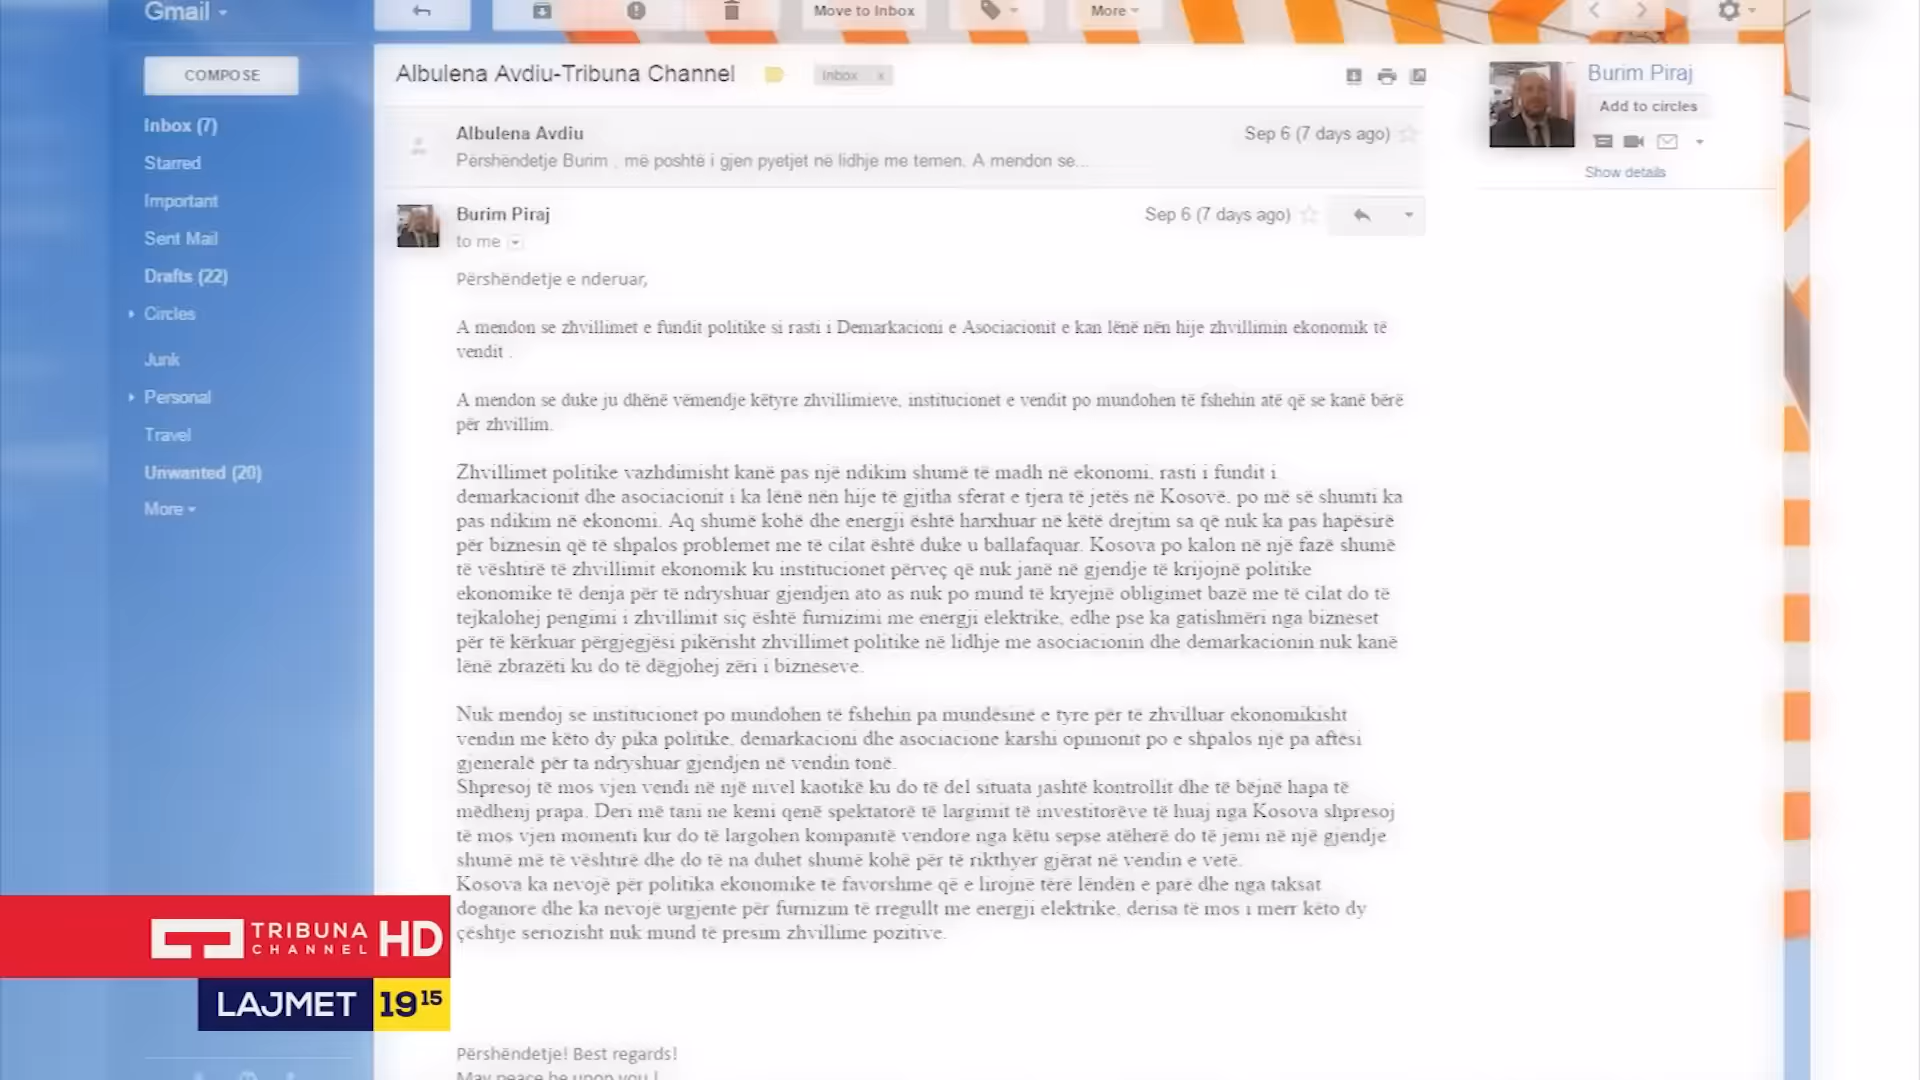 Gmail
Move to Inbox
More
COMPOSE
Inbox (7)
Starred
Important
Sent Mail
Drafts (22)
Circles
Junk
Personal
Travel
Unwanted (20)
More
Albulena Avdiu-Tribuna Channel
Inbox x
Albulena Avdiu
Sep 6 (7 days ago)
Përshëndetje Burim , më poshtë i gjen pyetjet në lidhje me temen. A mendon se...
Burim Piraj
Sep 6 (7 days ago)
to me
Përshëndetje e nderuar,
A mendon se zhvillimet e fundit politike si rasti i Demarkacioni e Asociacionit e kan lënë nën hije zhvillimin ekonomik të
vendit .
A mendon se duke ju dhënë vëmendje këtyre zhvillimieve, institucionet e vendit po mundohen të fshehin atë që se kanë bërë
për zhvillim.
Zhvillimet politike vazhdimisht kanë pas një ndikim shumë të madh në ekonomi, rasti i fundit i
demarkacionit dhe asociacionit i ka lënë nën hije të gjitha sferat e tjera të jetës në Kosovë, po më së shumti ka
pas ndikim në ekonomi. Aq shumë kohë dhe energji është harxhuar në këtë drejtim sa që nuk ka pas hapësirë
për biznesin që të shpalos problemet me të cilat është duke u ballafaquar. Kosova po kalon në një fazë shumë
të vështirë të zhvillimit ekonomik ku institucionet përveç që nuk janë në gjendje të krijojnë politike
ekonomike të denja për të ndryshuar gjendjen ato as nuk po mund të kryejnë obligimet bazë me të cilat do të
tejkalohej pengimi i zhvillimit siç është furnizimi me energji elektrike, edhe pse ka gatishmëri nga bizneset
për të kërkuar përgjegjësi pikërisht zhvillimet politike në lidhje me asociacionin dhe demarkacionin nuk kanë
lënë zbrazëti ku do të dëgjohej zëri i bizneseve.
Nuk mendoj se institucionet po mundohen të fshehin pa mundësinë e tyre për të zhvilluar ekonomikisht
vendin me këto dy pika politike, demarkacioni dhe asociacione karshi opinionit po e shpalos një pa aftësi
gjeneralë për ta ndryshuar gjendjen në vendin tonë.
Shpresoj të mos vjen vendi në një nivel kaotikë ku do të del situata jashtë kontrollit dhe të bëjnë hapa të
mëdhenj prapa. Deri më tani ne kemi qenë spektatorë të largimit të investitorëve të huaj nga Kosova shpresoj
të mos vjen momenti kur do të largohen kompanitë vendore nga këtu sepse atëherë do të jemi në një gjendje
shumë më të vështirë dhe do të na duhet shumë kohë për të rikthyer gjërat në vendin e vetë.
Kosova ka nevojë për politika ekonomike të favorshme që e lirojnë tërë lëndën e parë dhe nga taksat
doganore dhe ka nevojë urgjente për furnizim të rregullt me energji elektrike, derisa të mos i merr këto dy
çështje seriozisht nuk mund të presim zhvillime pozitive.
Përshëndetje! Best regards!
May peace be upon you !
Burim Piraj
Add to circles
Show details
TRIBUNA
CHANNEL
HD
LAJMET 19 15